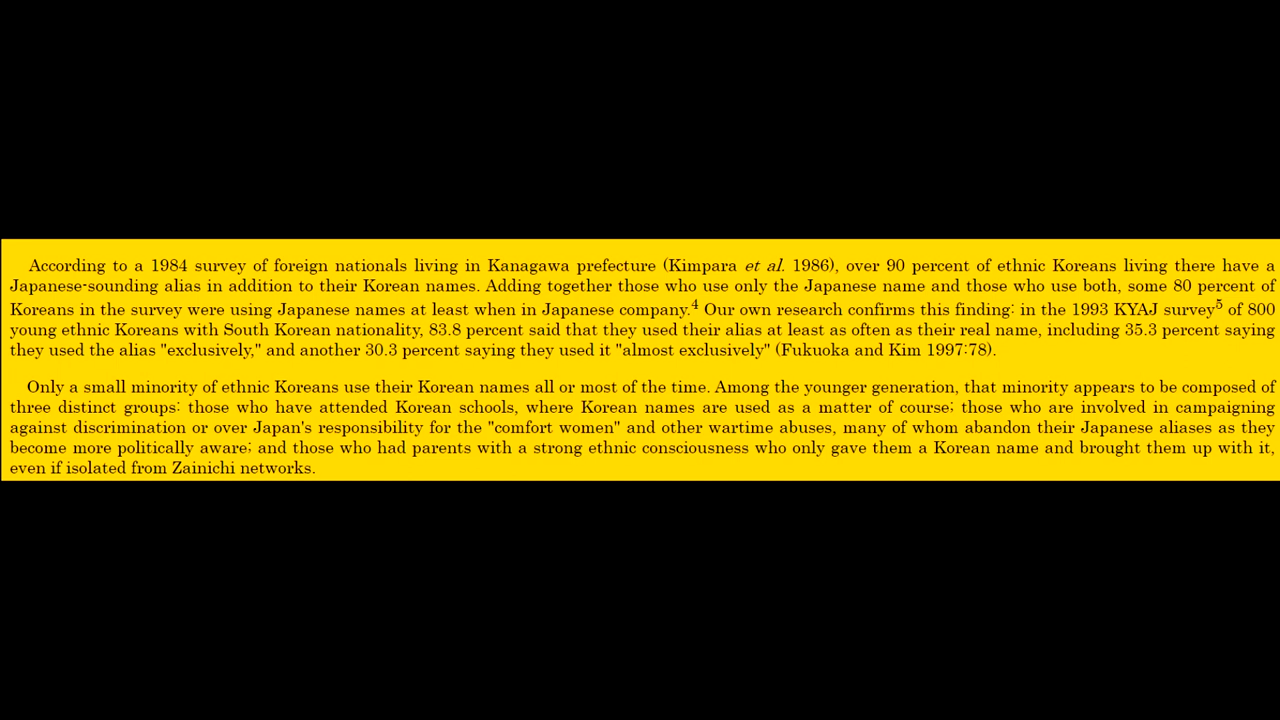 According to a 1984 survey of foreign nationals living in Kanagawa prefecture (Kimpara et al. 1986), over 90 percent of ethnic Koreans living there have a
Japanese-sounding alias in addition to their Korean names. Adding together those who use only the Japanese name and those who use both, some 80 percent of
Koreans in the survey were using Japanese names at least when in Japanese company.4 Our own research confirms this finding: in the 1993 KYAJ survey5 of 800
young ethnic Koreans with South Korean nationality, 83.8 percent said that they used their alias at least as often as their real name, including 35.3 percent saying
they used the alias "exclusively," and another 30.3 percent saying they used it "almost exclusively" (Fukuoka and Kim 1997:78).
Only a small minority of ethnic Koreans use their Korean names all or most of the time. Among the younger generation, that minority appears to be composed of
three distinct groups: those who have attended Korean schools, where Korean names are used as a matter of course; those who are involved in campaigning
against discrimination or over Japan's responsibility for the "comfort women" and other wartime abuses, many of whom abandon their Japanese aliases as they
become more politically aware; and those who had parents with a strong ethnic consciousness who only gave them a Korean name and brought them up with it,
even if isolated from Zainichi networks.